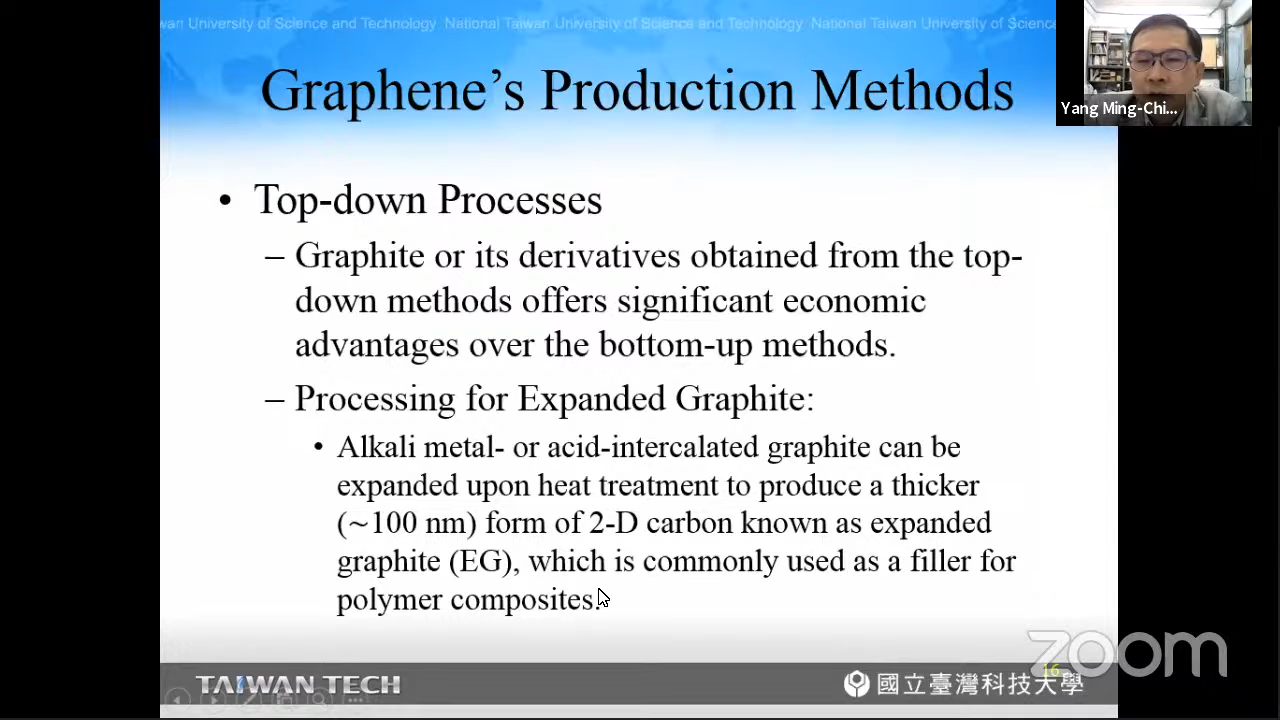 wan University of Science and Technology National Taiwan University of Science and Technology National Taiwan University of Science
Graphene's Production Methods
Yang Ming-Chi...
• Top-down Processes
– Graphite or its derivatives obtained from the top-
down methods offers significant economic
advantages over the bottom-up methods.
– Processing for Expanded Graphite:
• Alkali metal- or acid-intercalated graphite can be
expanded upon heat treatment to produce a thicker
(~100 nm) form of 2-D carbon known as expanded
graphite (EG), which is commonly used as a filler for
polymer composites.
zoom
16
TAIWAN TECH
國立臺灣科技大學